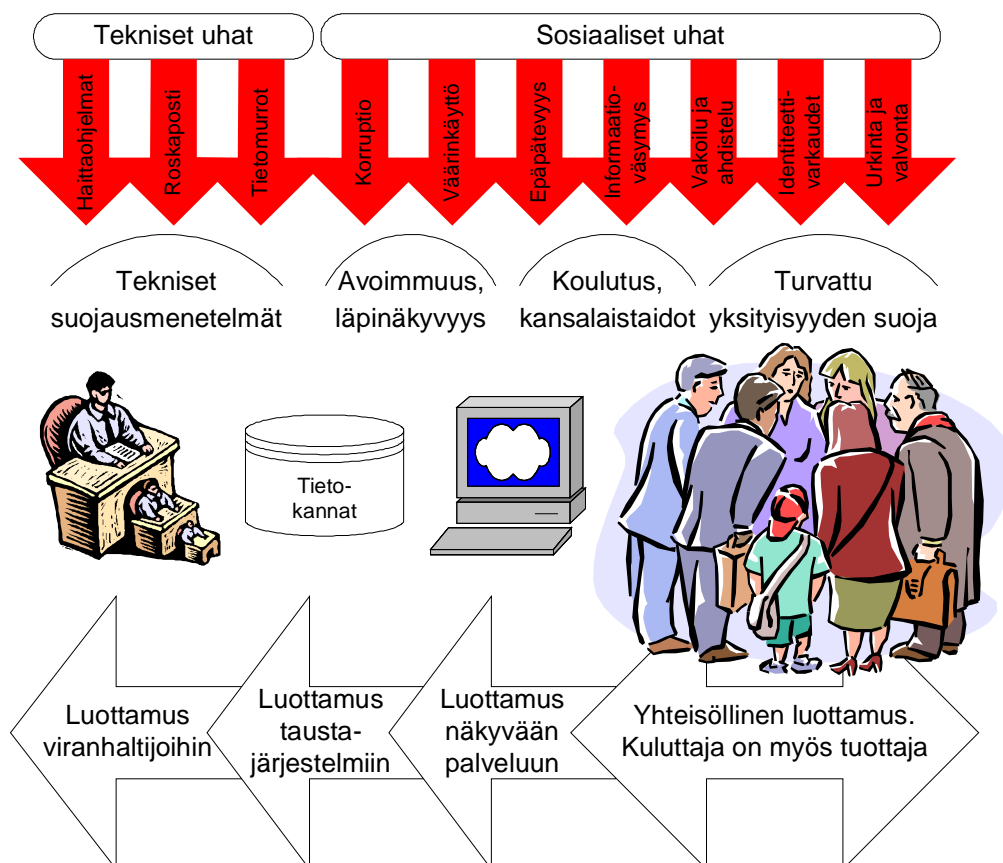 Tekniset uhat
Sosiaaliset uhat
Haittaohjelmat
Roskaposti
Tietomurrot
Korruptio
Väärinkäyttö
Epäpätevyys
Informaatio-
väsymys
Vakoilu ja
ahdistelu
Identiteetti-
varkaudet
Urkinta ja
valvonta
Tekniset
suojausmenetelmät
Avoimmuus,
läpinäkyvyys
Koulutus,
kansalaistaidot
Turvattu
yksityisyyden suoja
Tieto-
kannat
Luottamus
viranhaltijoihin
Luottamus
tausta-
järjestelmiin
Luottamus
näkyvään
palveluun
Yhteisöllinen luottamus.
Kuluttaja on myös tuottaja